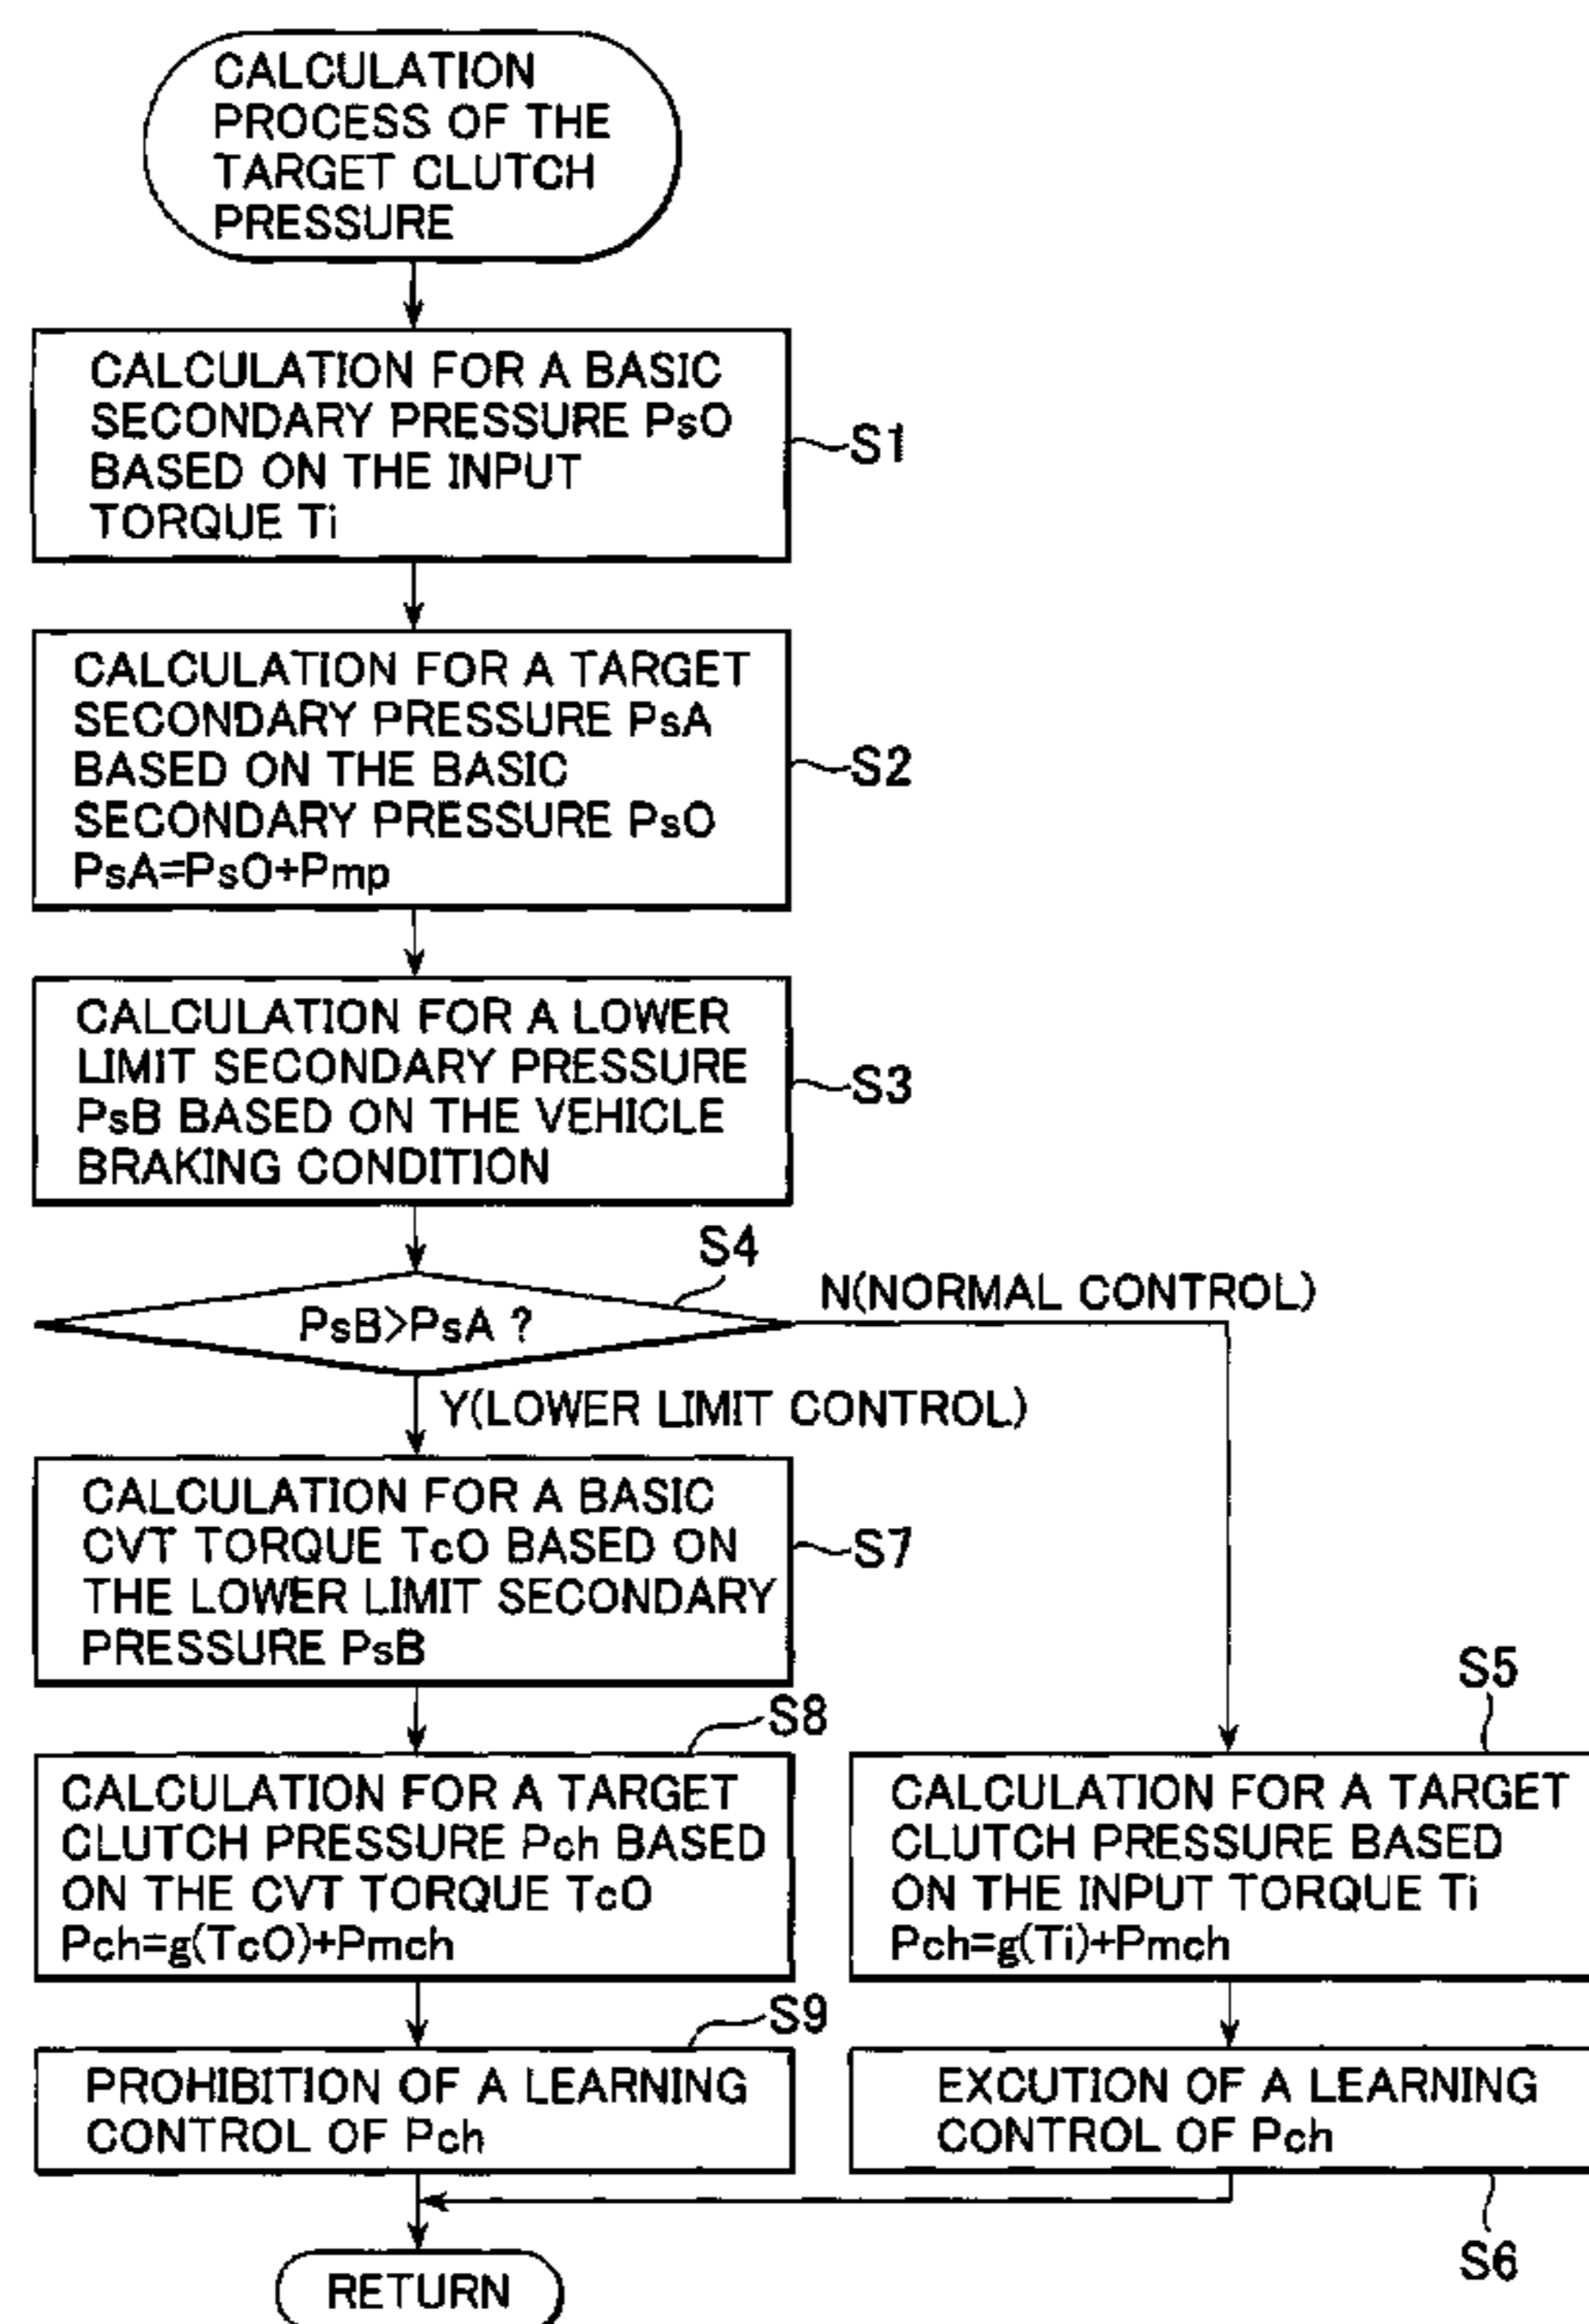 CALCULATION
PROCESS OF THE
TARGET CLUTCH
PRESSURE
CALCULATION FOR A BASIC
SECONDARY PRESSURE PsO
BASED ON THE INPUT
TORQUE Ti
S1
CALCULATION FOR A TARGET
SECONDARY PRESSURE PsA
BASED ON THE BASIC
SECONDARY PRESSURE PsO
PsA=PsO+Pmp
S2
CALCULATION FOR A LOWER
LIMIT SECONDARY PRESSURE
PsB BASED ON THE VEHICLE
BRAKING CONDITION
S3
S4
PsB>PsA ?
N(NORMAL CONTROL)
Y(LOWER LIMIT CONTROL)
CALCULATION FOR A BASIC
CVT TORQUE TcO BASED ON
THE LOWER LIMIT SECONDARY
PRESSURE PsB
S7
S8
CALCULATION FOR A TARGET
CLUTCH PRESSURE Pch BASED
ON THE CVT TORQUE TcO
Pch=g(TcO)+Pmch
S5
CALCULATION FOR A TARGET
CLUTCH PRESSURE BASED
ON THE INPUT TORQUE Ti
Pch=g(Ti)+Pmch
S9
PROHIBITION OF A LEARNING
CONTROL OF Pch
EXCUTION OF A LEARNING
CONTROL OF Pch
S6
RETURN